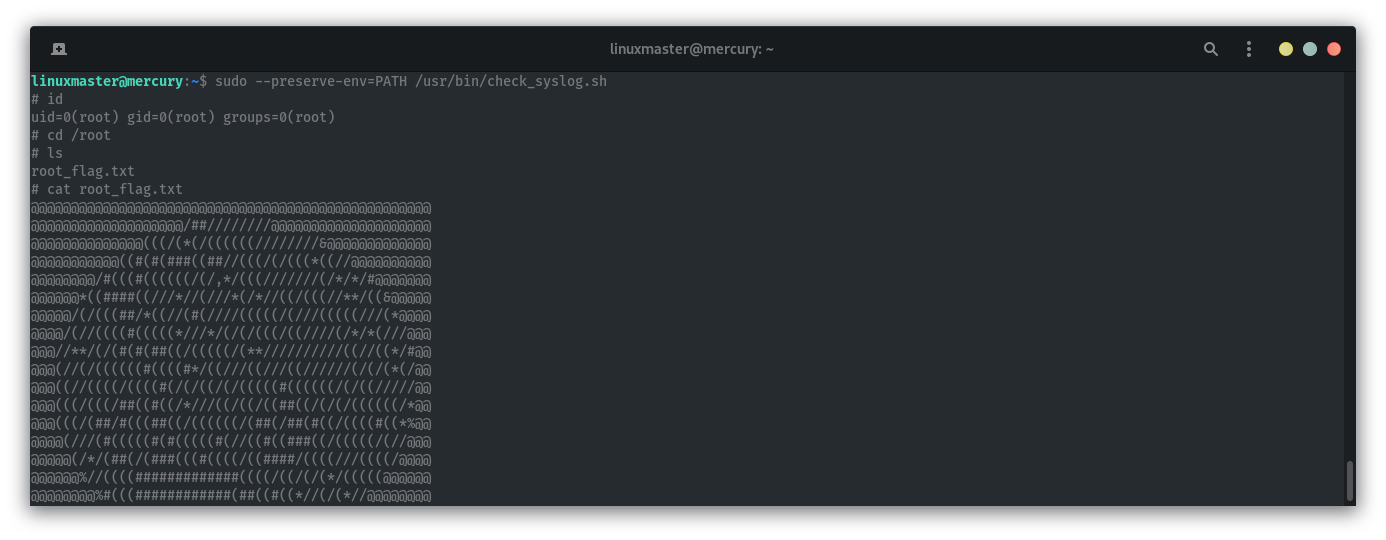 linuxmaster@mercury: ~
linuxmaster@mercury:~$ sudo --preserve-env=PATH /usr/bin/check_syslog.sh
# id
uid=0(root) gid=0(root) groups=0(root)
# cd /root
# ls
root_flag.txt
# cat root_flag.txt
@@@@@@@@@@@@@@@@@@@@@@@@@@@@@@@@@@@@@@@@@@@@@@@@@@
@@@@@@@@@@@@@@@@@@@/##////////@@@@@@@@@@@@@@@@@@@@
@@@@@@@@@@@@@@(((/(*(/((((((////////&@@@@@@@@@@@@@
@@@@@@@@@@@((#(#(###((##//(((/(/(((*((//@@@@@@@@@@
@@@@@@@@/#(((#((((((/(/,*/(((///////(/*/*/#@@@@@@@
@@@@@@*((####((///*//(///*(/*//((/(((//**/((&@@@@@
@@@@@/(/(((##/*((//(#(////(((((/(///(((((///(*@@@@
@@@@/(//((((#(((((*///*/(/(/(((/((////(/*/*(///@@@
@@@//**/(/(#(#(##((/(((((/(**//////////((//((*/#@@
@@@(//(/((((((#((((#*/((///((///((//////(/(/(*(/@@
@@@((//((((/((((#(/(/((/(/(((((#((((((/(/((/////@@
@@@(((/(((/##((#((/*///((/((/((##((/(/(/((((((/*@@
@@@(((/(##/#(((##((/((((((/(##(/##(#((/((((#((*%@@
@@@@(///(#(((((#(#(((((#(//((#((###((/(((((/(//@@@
@@@@@(/*/(##(/(###(((#((((/((####/((((///((((/@@@@
@@@@@@%//((((#############((((/((/(/(*/(((((@@@@@@
@@@@@@@@%#(((############(##((#((*//(/(*//@@@@@@@@